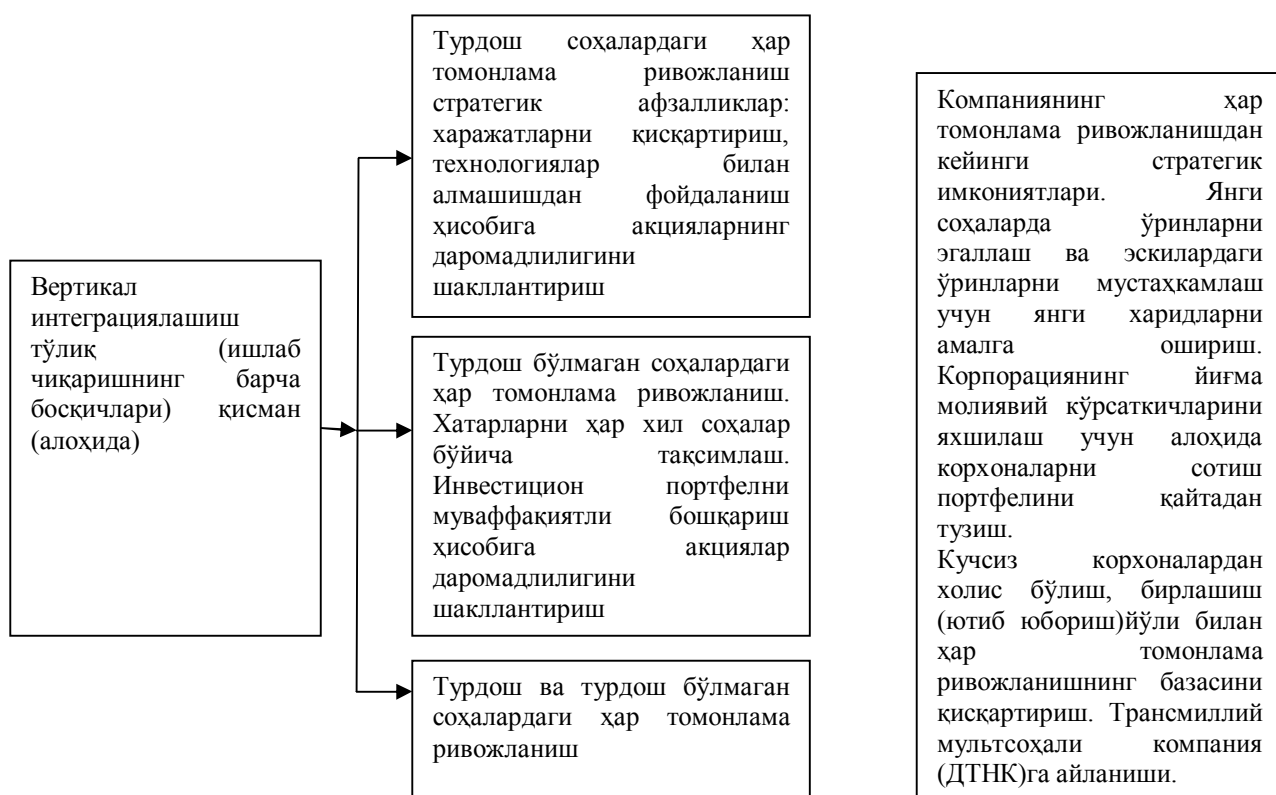 Вертикал
интеграциялашиш
тўлиқ (ишлаб
чиқаришнинг барча
босқичлари) қисман
(алоҳида)
Турдош соҳалардаги ҳар
томонлама ривожланиш
стратегик афзалликлар:
харажатларни қисқартириш,
технологиялар билан
алмашишдан фойдаланиш
ҳисобига акцияларнинг
даромадлилигини
шакллантириш
Турдош бўлмаган соҳалардаги
ҳар томонлама ривожланиш.
Хатарларни ҳар хил соҳалар
бўйича тақсимлаш.
Инвестицион портфелни
муваффақиятли бошқариш
ҳисобига акциялар
даромадлилигини
шакллантириш
Турдош ва турдош бўлмаган
соҳалардаги ҳар томонлама
ривожланиш
Компаниянинг ҳар
томонлама ривожланишдан
кейинги стратегик
имкониятлари. Янги
соҳаларда ўринларни
эгаллаш ва эскилардаги
ўринларни мустаҳкамлаш
учун янги харидларни
амалга ошириш.
Корпорациянинг йиғма
молиявий кўрсаткичларини
яхшилаш учун алоҳида
корхоналарни сотиш
портфелини қайтадан
тузиш.
Кучсиз корхоналардан
холис бўлиш, бирлашиш
(ютиб юбориш)йўли билан
ҳар томонлама
ривожланишнинг базасини
қисқартириш. Трансмиллий
мультсоҳали компания
(ДТНК)га айланиши.